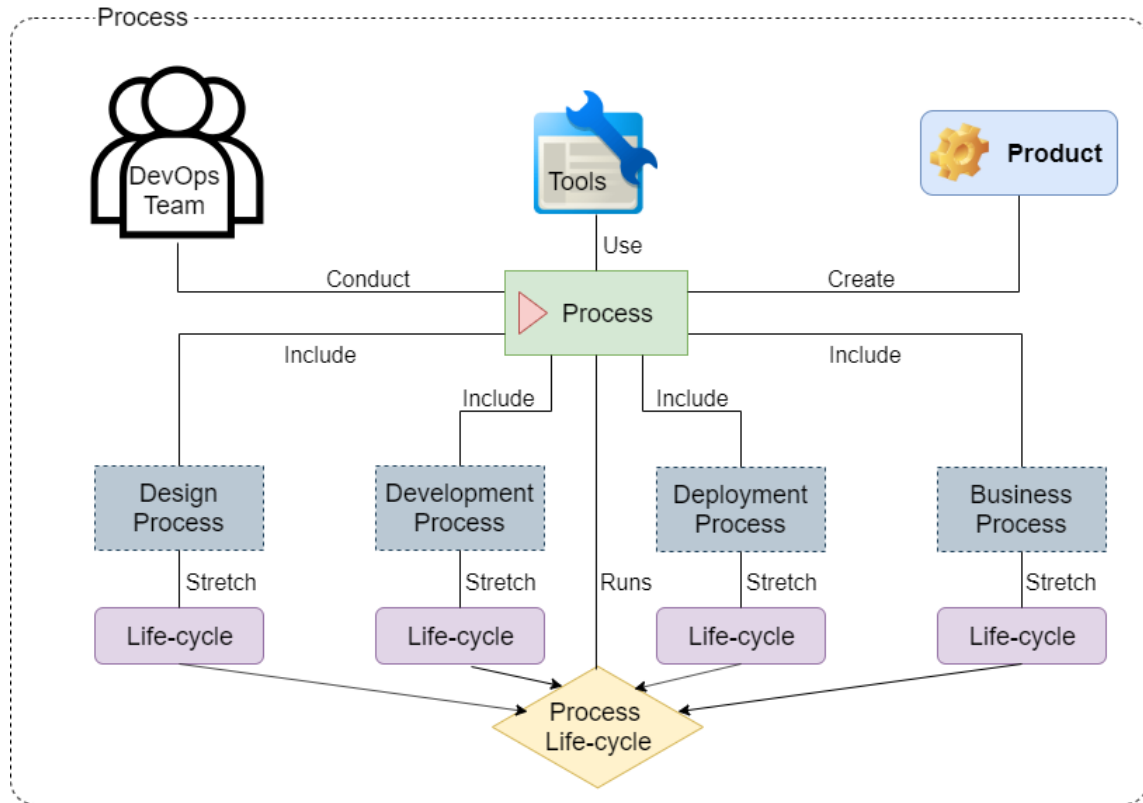 Process
DevOps
Team
Tools
Product
Use
Conduct
Create
Process
Include
Include
Include
Include
Design
Process
Development
Process
Deployment
Process
Business
Process
Stretch
Stretch
Runs
Stretch
Stretch
Life-cycle
Life-cycle
Life-cycle
Life-cycle
Process
Life-cycle